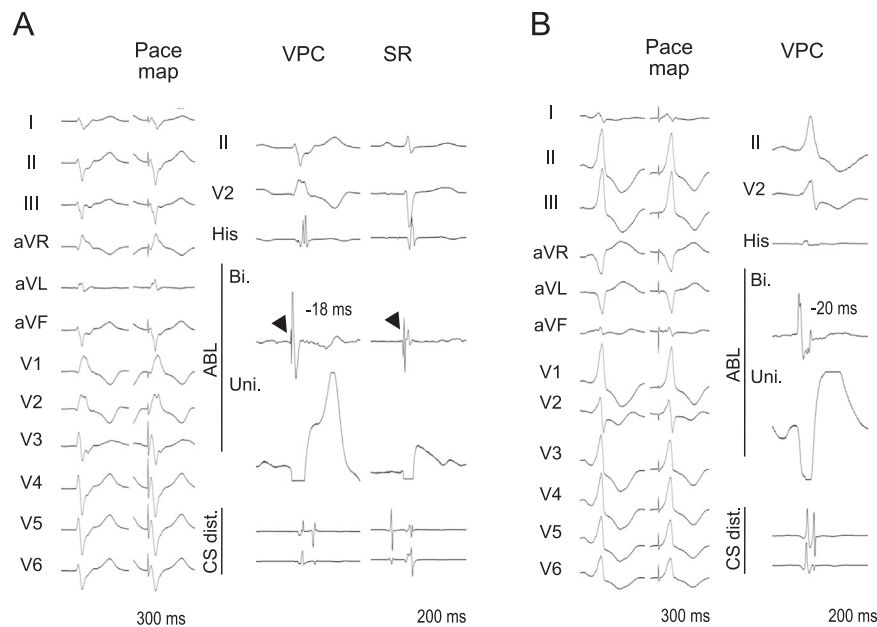 A
B
Pace map
VPC
SR
Pace map
VPC
I
II
III
aVR
aVL
aVF
V1
V2
V3
V4
V5
V6
II
V2
His
Bi.
-18 ms
ABL
Uni.
CS dist.
300 ms
200 ms
I
II
III
aVR
aVL
aVF
V1
V2
V3
V4
V5
V6
II
V2
His
Bi.
-20 ms
ABL
Uni.
CS dist.
300 ms
200 ms